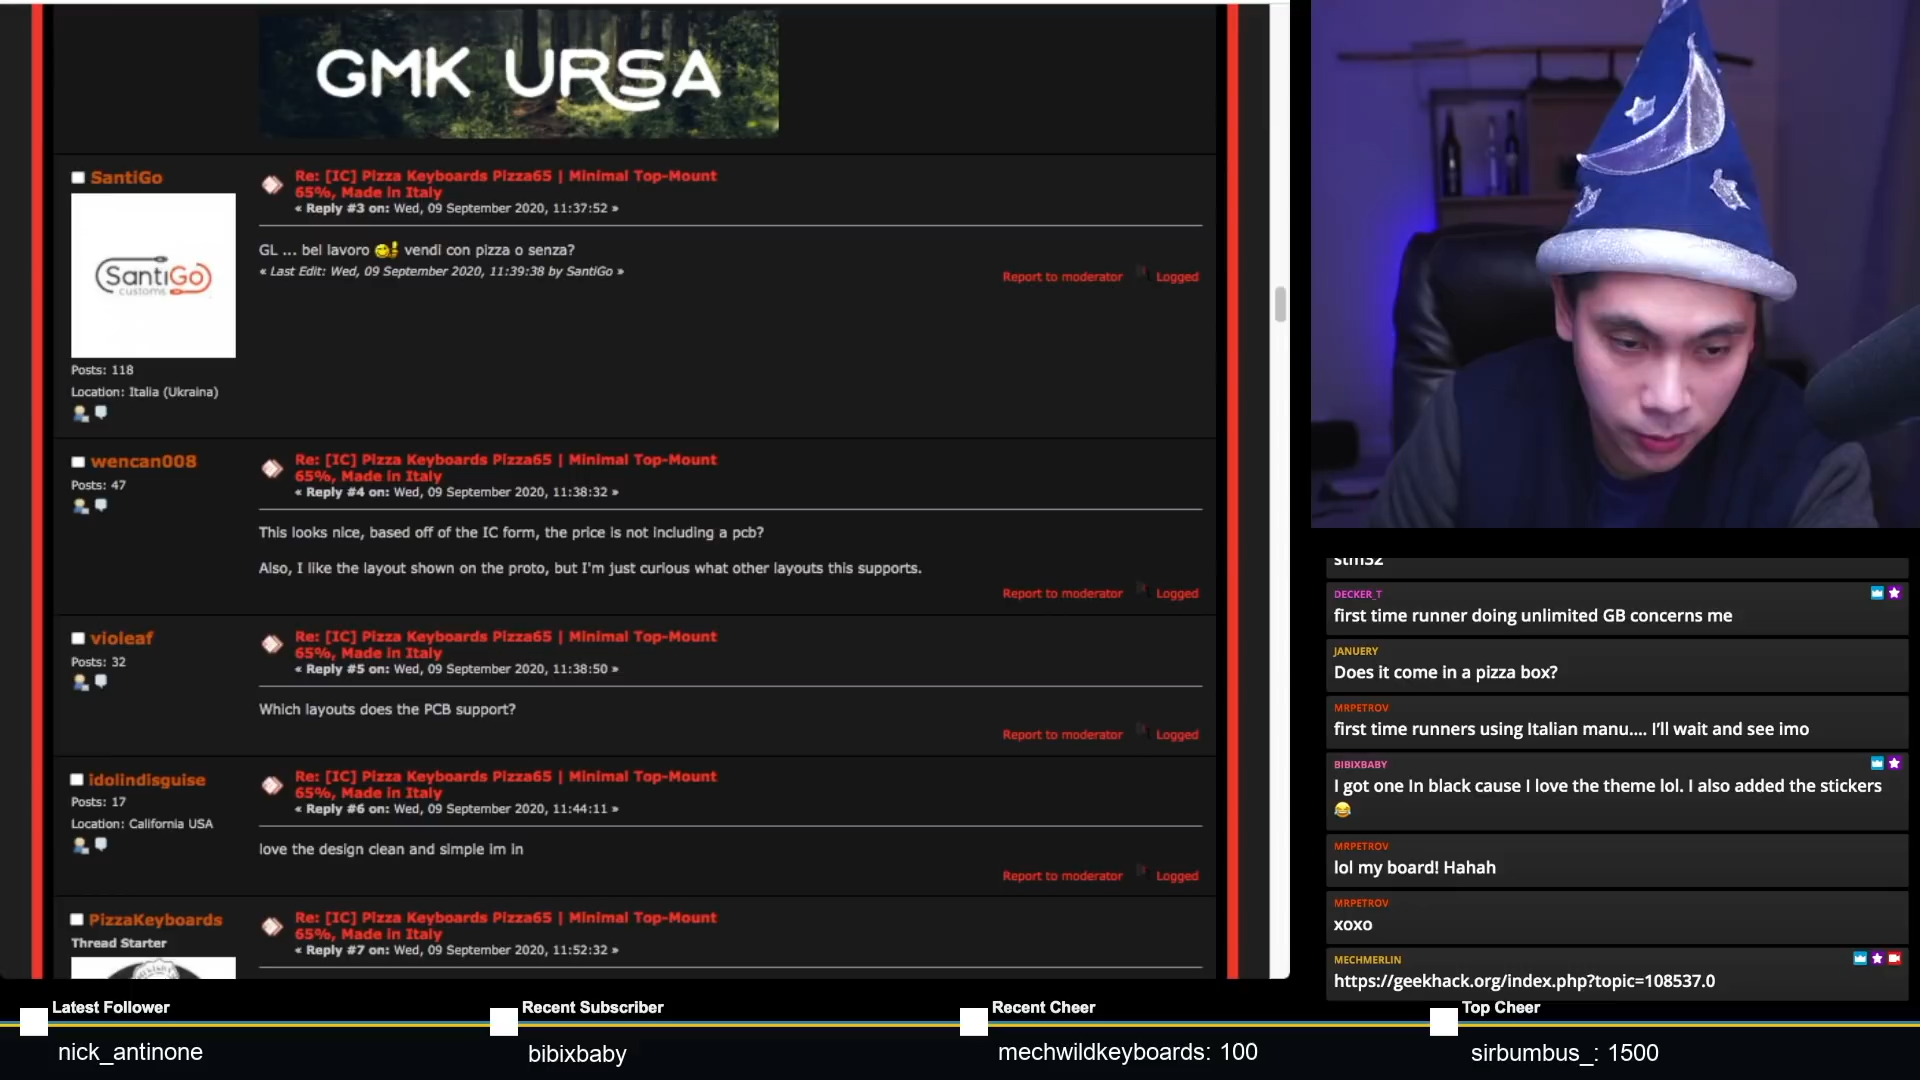 GMK URSA
SantiGo
Re: [IC] Pizza Keyboards Pizza65 | Minimal Top-Mount
65%, Made in Italy
« Reply #3 on: Wed, 09 September 2020, 11:37:52 »
SantiGo
customs
GL ... bel lavoro vendi con pizza o senza?
« Last Edit: Wed, 09 September 2020, 11:39:38 by SantiGo »
Report to moderator Logged
Posts: 118
Location: Italia (Ukraina)
wencan008
Posts: 47
Re: [IC] Pizza Keyboards Pizza65 | Minimal Top-Mount
65%, Made in Italy
« Reply #4 on: Wed, 09 September 2020, 11:38:32 »
This looks nice, based off of the IC form, the price is not including a pcb?
Also, I like the layout shown on the proto, but I'm just curious what other layouts this supports.
Report to moderator Logged
violeaf
Posts: 32
Re: [IC] Pizza Keyboards Pizza65 | Minimal Top-Mount
65%, Made in Italy
« Reply #5 on: Wed, 09 September 2020, 11:38:50 »
Which layouts does the PCB support?
Report to moderator Logged
idolindisguise
Posts: 17
Location: California USA
Re: [IC] Pizza Keyboards Pizza65 | Minimal Top-Mount
65%, Made in Italy
« Reply #6 on: Wed, 09 September 2020, 11:44:11 »
love the design clean and simple im in
Report to moderator Logged
PizzaKeyboards
Thread Starter
Re: [IC] Pizza Keyboards Pizza65 | Minimal Top-Mount
65%, Made in Italy
« Reply #7 on: Wed, 09 September 2020, 11:52:32 »
stm32
DECKER_T
first time runner doing unlimited GB concerns me
JANUERY
Does it come in a pizza box?
MRPETROV
first time runners using Italian manu.... I'll wait and see imo
BIBIXBABY
I got one In black cause I love the theme lol. I also added the stickers
😂
MRPETROV
lol my board! Hahah
MRPETROV
xoxo
MECHMERLIN
https://geekhack.org/index.php?topic=108537.0
Latest Follower
nick_antinone
Recent Subscriber
bibixbaby
Recent Cheer
mechwildkeyboards: 100
Top Cheer
sirbumbus_: 1500